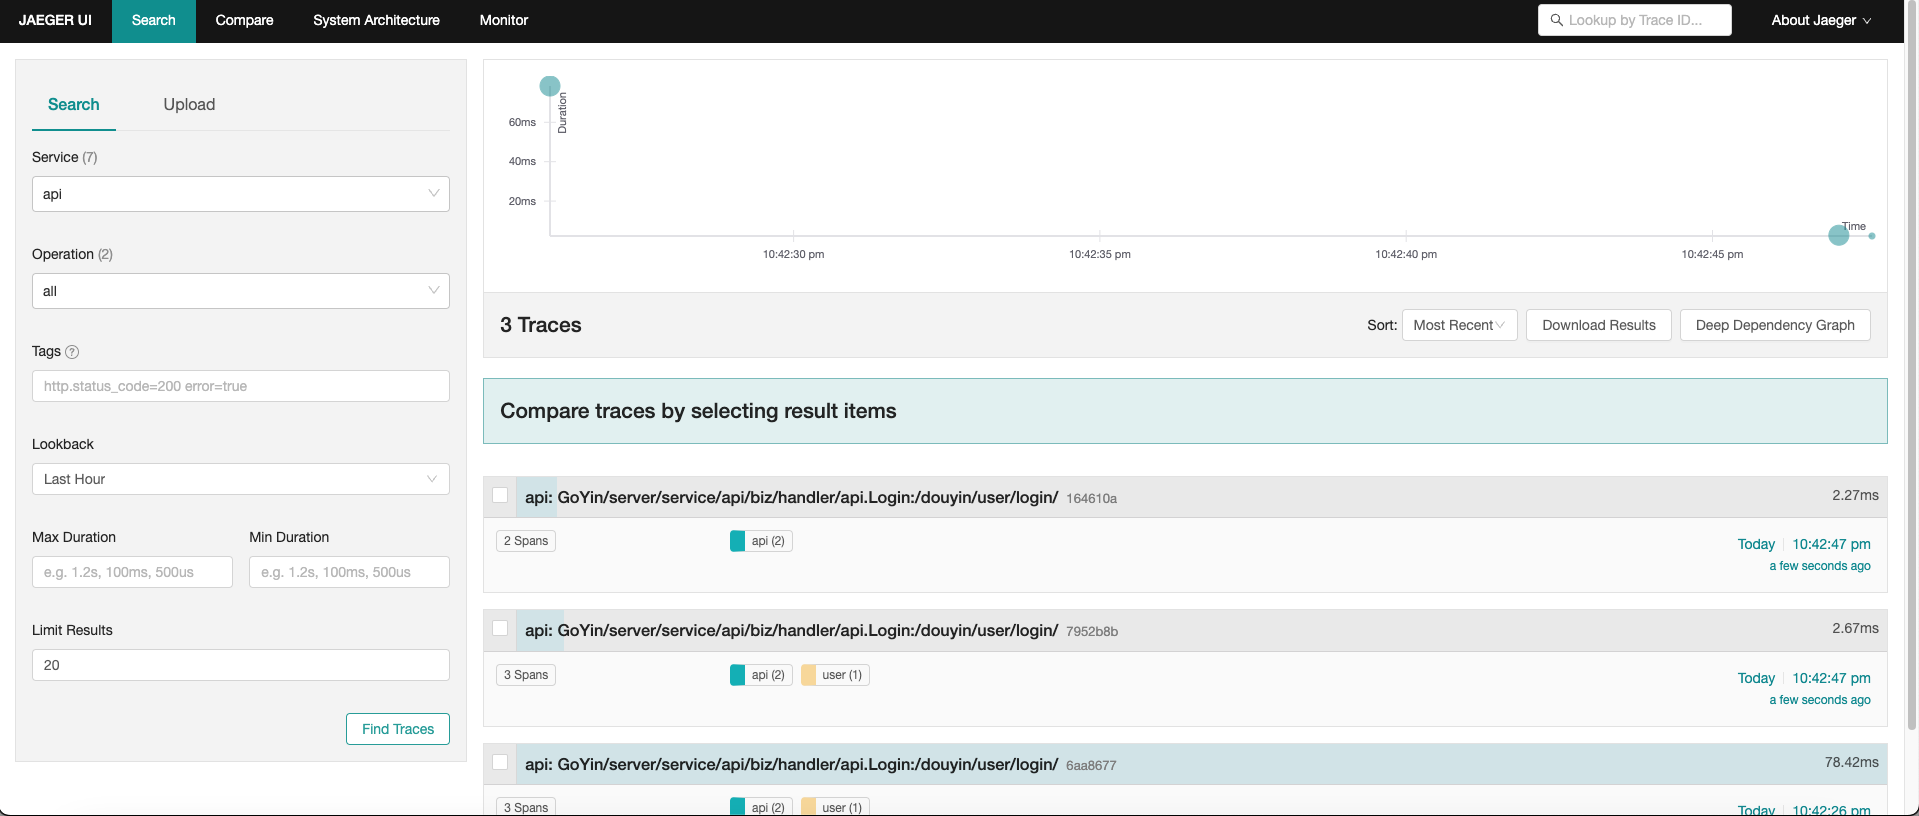 JAEGER UI Search Compare System Architecture Monitor Lookup by Trace ID... About Jaeger
Search Upload
Service (7)
api
Operation (2)
all
Tags ?
http.status_code=200 error=true
Lookback
Last Hour
Max Duration Min Duration
e.g. 1.2s, 100ms, 500us e.g. 1.2s, 100ms, 500us
Limit Results
20
Find Traces
Duration
60ms
40ms
20ms
Time
10:42:30 pm 10:42:35 pm 10:42:40 pm 10:42:45 pm
3 Traces Sort: Most Recent Download Results Deep Dependency Graph
Compare traces by selecting result items
api: GoYin/server/service/api/biz/handler/api.Login:/douyin/user/login/ 164610a 2.27ms
2 Spans api (2) Today 10:42:47 pm
a few seconds ago
api: GoYin/server/service/api/biz/handler/api.Login:/douyin/user/login/ 7952b8b 2.67ms
3 Spans api (2) user (1) Today 10:42:47 pm
a few seconds ago
api: GoYin/server/service/api/biz/handler/api.Login:/douyin/user/login/ 6aa8677 78.42ms
3 Spans api (2) user (1) Today 10:42:26 pm